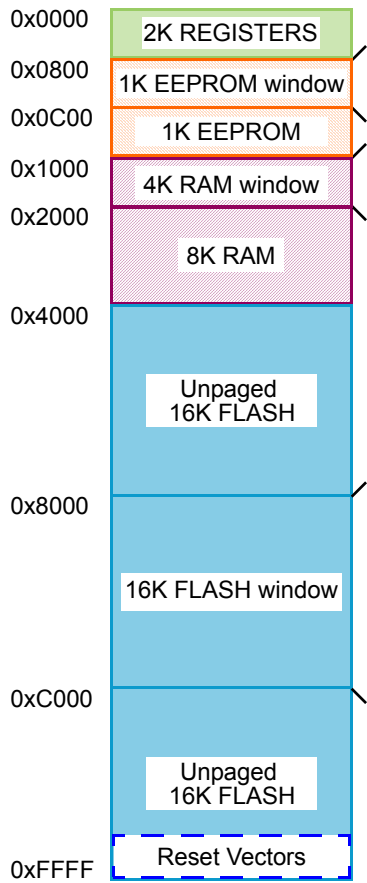 0x0000
2K REGISTERS
0x0800
1K EEPROM window
0x0C00
1K EEPROM
0x1000
4K RAM window
0x2000
8K RAM
0x4000
Unpaged
16K FLASH
0x8000
16K FLASH window
0xC000
Unpaged
16K FLASH
Reset Vectors
0xFFFF